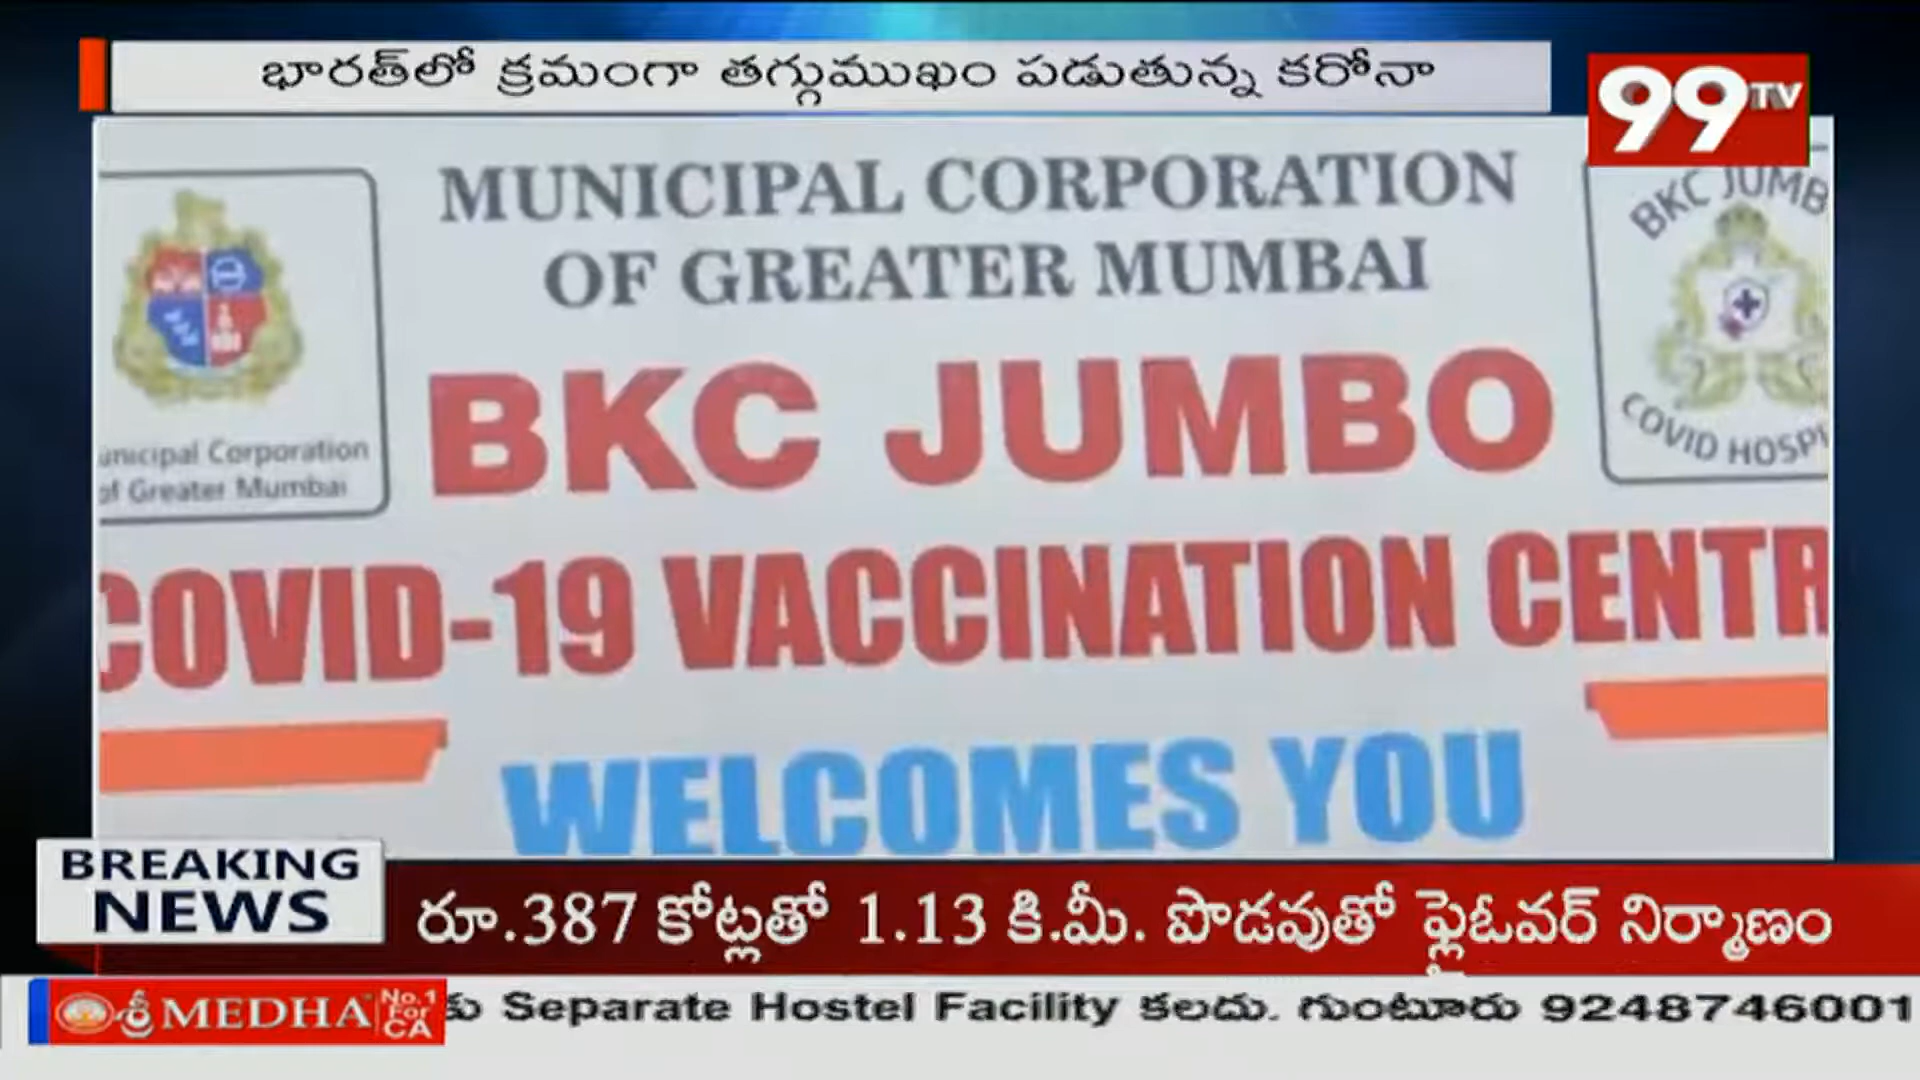 భారత్‌లో క్రమంగా తగ్గుముఖం పడుతున్న కరోనా
99TV
MUNICIPAL CORPORATION
OF GREATER MUMBAI
BKC JUMB
COVID HOSPI
unicipal Corporation
of Greater Mumbai
BKC JUMBO
COVID-19 VACCINATION CENTR
WELCOMES YOU
BREAKING
NEWS
రూ.387 కోట్లతో 1.13 కి.మీ. పొడవుతో ఫ్లైఓవర్ నిర్మాణం
శ్రీ MEDHA No.1 For CA
కు Separate Hostel Facility కలదు. గుంటూరు 9248746001